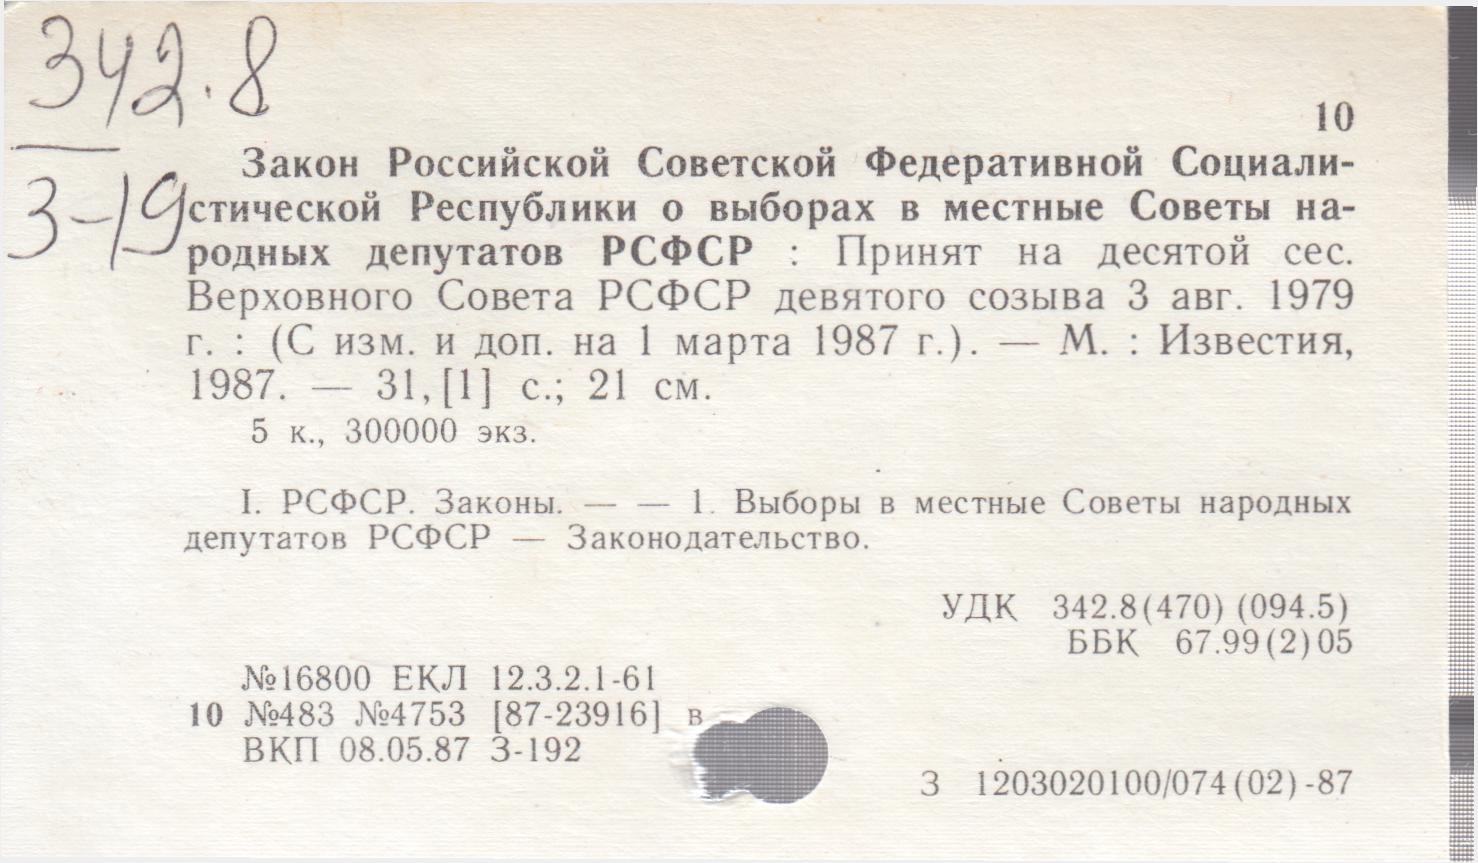 342.8
З-19
10
Закон Российской Советской Федеративной Социали-
стической Республики о выборах в местные Советы на-
родных депутатов РСФСР : Принят на десятой сес.
Верховного Совета РСФСР девятого созыва 3 авг. 1979
г. : (С изм. и доп. на 1 марта 1987 г.). — М. : Известия,
1987. — 31, [1] с.; 21 см.
5 к., 300000 экз.
I. РСФСР. Законы. — — 1. Выборы в местные Советы народных
депутатов РСФСР — Законодательство.
УДК 342.8(470) (094.5)
ББК 67.99(2)05
№16800 ЕКЛ 12.3.2.1-61
10 №483 №4753 [87-23916] в
ВКП 08.05.87 З-192
З 1203020100/074(02)-87